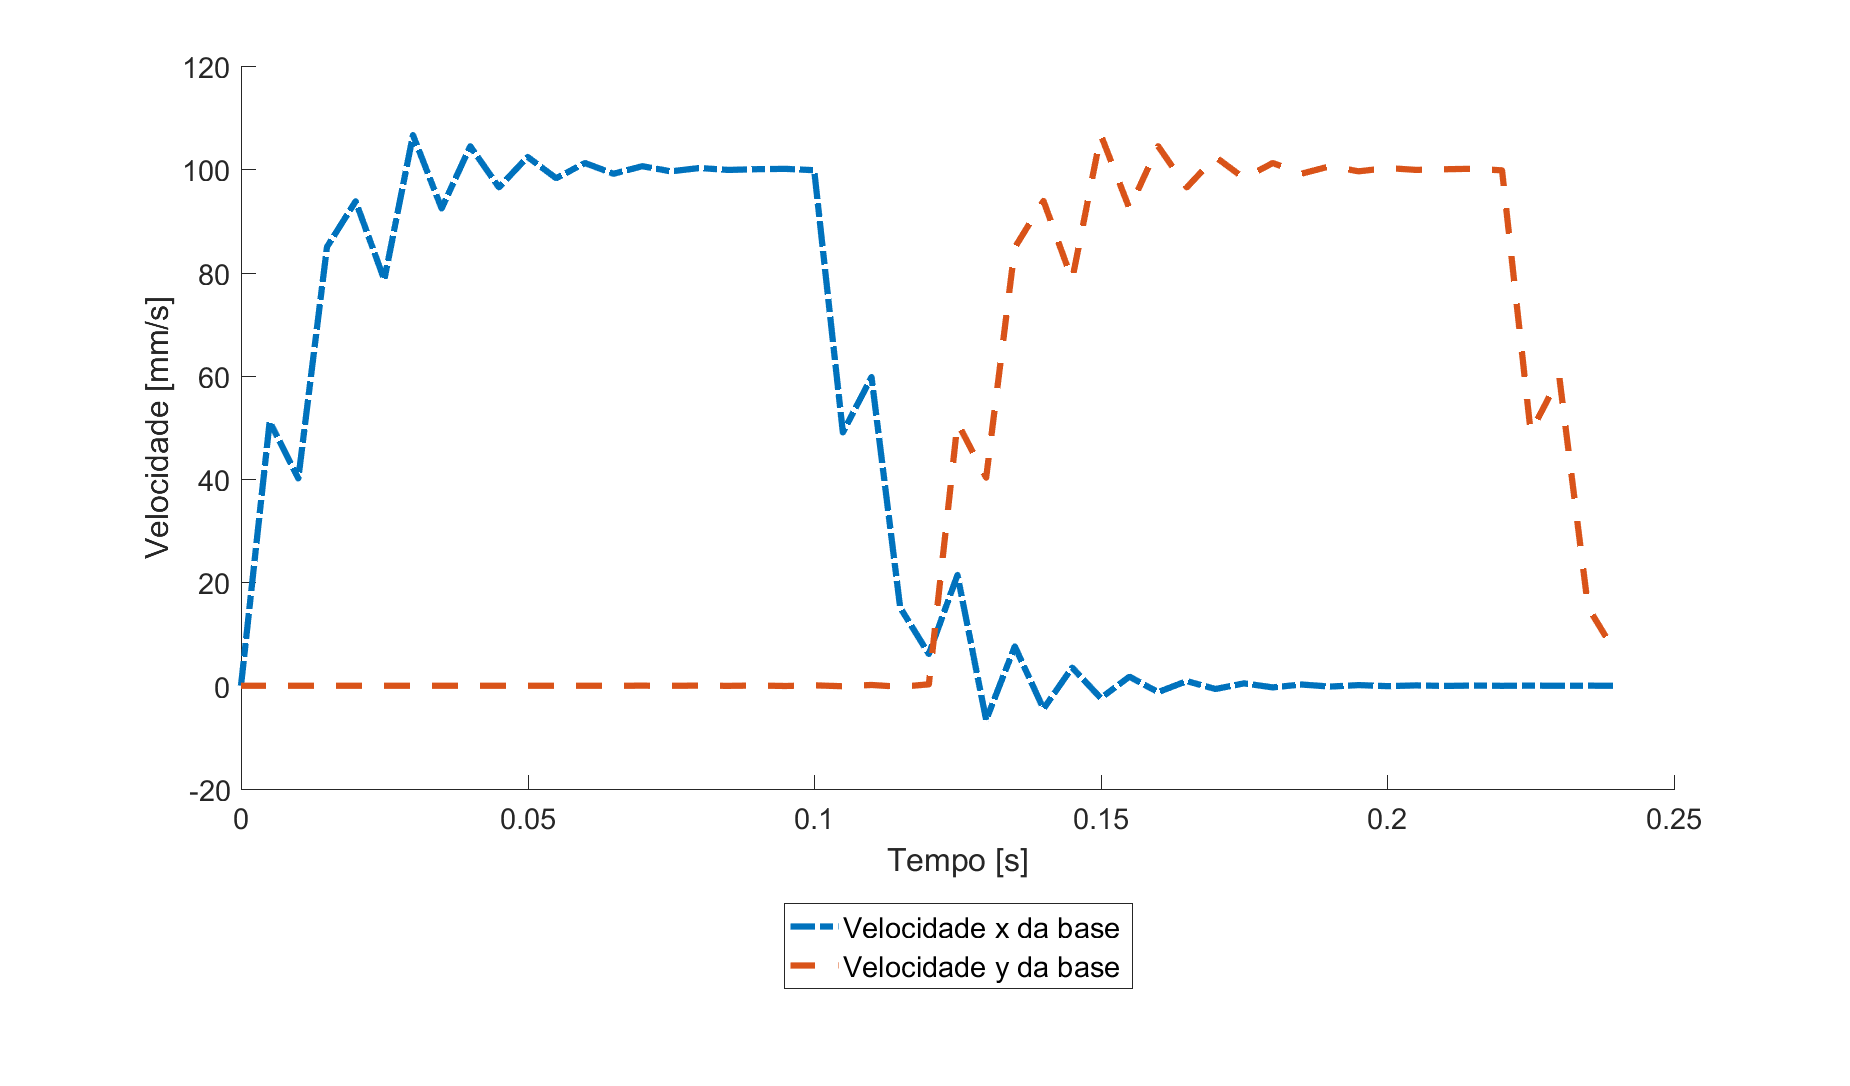 120
100
80
60
40
20
0
-20
Velocidade [mm/s]
0 0.05 0.1 0.15 0.2 0.25
Tempo [s]
Velocidade x da base
Velocidade y da base